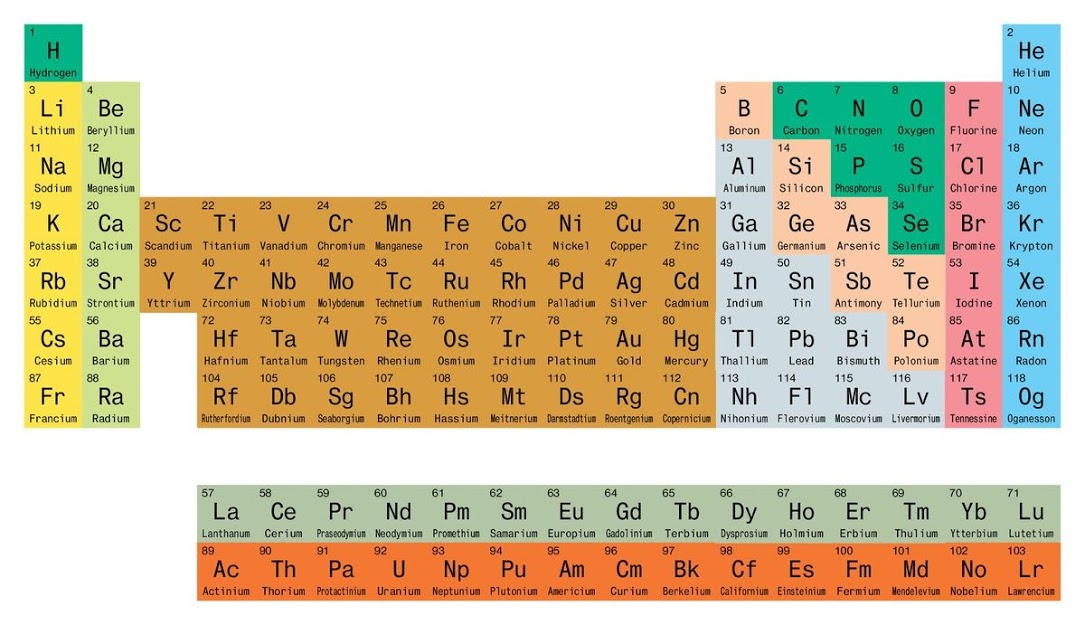 1 2
H He
Hydrogen Helium
3 4 5 6 7 8 9 10
Li Be B C N O F Ne
Lithium Beryllium Boron Carbon Nitrogen Oxygen Fluorine Neon
11 12 13 14 15 16 17 18
Na Mg Al Si P S Cl Ar
Sodium Magnesium Aluminum Silicon Phosphorus Sulfur Chlorine Argon
19 20 21 22 23 24 25 26 27 28 29 30 31 32 33 34 35 36
K Ca Sc Ti V Cr Mn Fe Co Ni Cu Zn Ga Ge As Se Br Kr
Potassium Calcium Scandium Titanium Vanadium Chromium Manganese Iron Cobalt Nickel Copper Zinc Gallium Germanium Arsenic Selenium Bromine Krypton
37 38 39 40 41 42 43 44 45 46 47 48 49 50 51 52 53 54
Rb Sr Y Zr Nb Mo Tc Ru Rh Pd Ag Cd In Sn Sb Te I Xe
Rubidium Strontium Yttrium Zirconium Niobium Molybdenum Technetium Ruthenium Rhodium Palladium Silver Cadmium Indium Tin Antimony Tellurium Iodine Xenon
55 56 72 73 74 75 76 77 78 79 80 81 82 83 84 85 86
Cs Ba Hf Ta W Re Os Ir Pt Au Hg Tl Pb Bi Po At Rn
Cesium Barium Hafnium Tantalum Tungsten Rhenium Osmium Iridium Platinum Gold Mercury Thallium Lead Bismuth Polonium Astatine Radon
87 88 104 105 106 107 108 109 110 111 112 113 114 115 116 117 118
Fr Ra Rf Db Sg Bh Hs Mt Ds Rg Cn Nh Fl Mc Lv Ts Og
Francium Radium Rutherfordium Dubnium Seaborgium Bohrium Hassium Meitnerium Darmstadtium Roentgenium Copernicium Nihonium Flerovium Moscovium Livermorium Tennessine Oganesson
57 58 59 60 61 62 63 64 65 66 67 68 69 70 71
La Ce Pr Nd Pm Sm Eu Gd Tb Dy Ho Er Tm Yb Lu
Lanthanum Cerium Praseodymium Neodymium Promethium Samarium Europium Gadolinium Terbium Dysprosium Holmium Erbium Thulium Ytterbium Lutetium
89 90 91 92 93 94 95 96 97 98 99 100 101 102 103
Ac Th Pa U Np Pu Am Cm Bk Cf Es Fm Md No Lr
Actinium Thorium Protactinium Uranium Neptunium Plutonium Americium Curium Berkelium Californium Einsteinium Fermium Mendelevium Nobelium Lawrencium